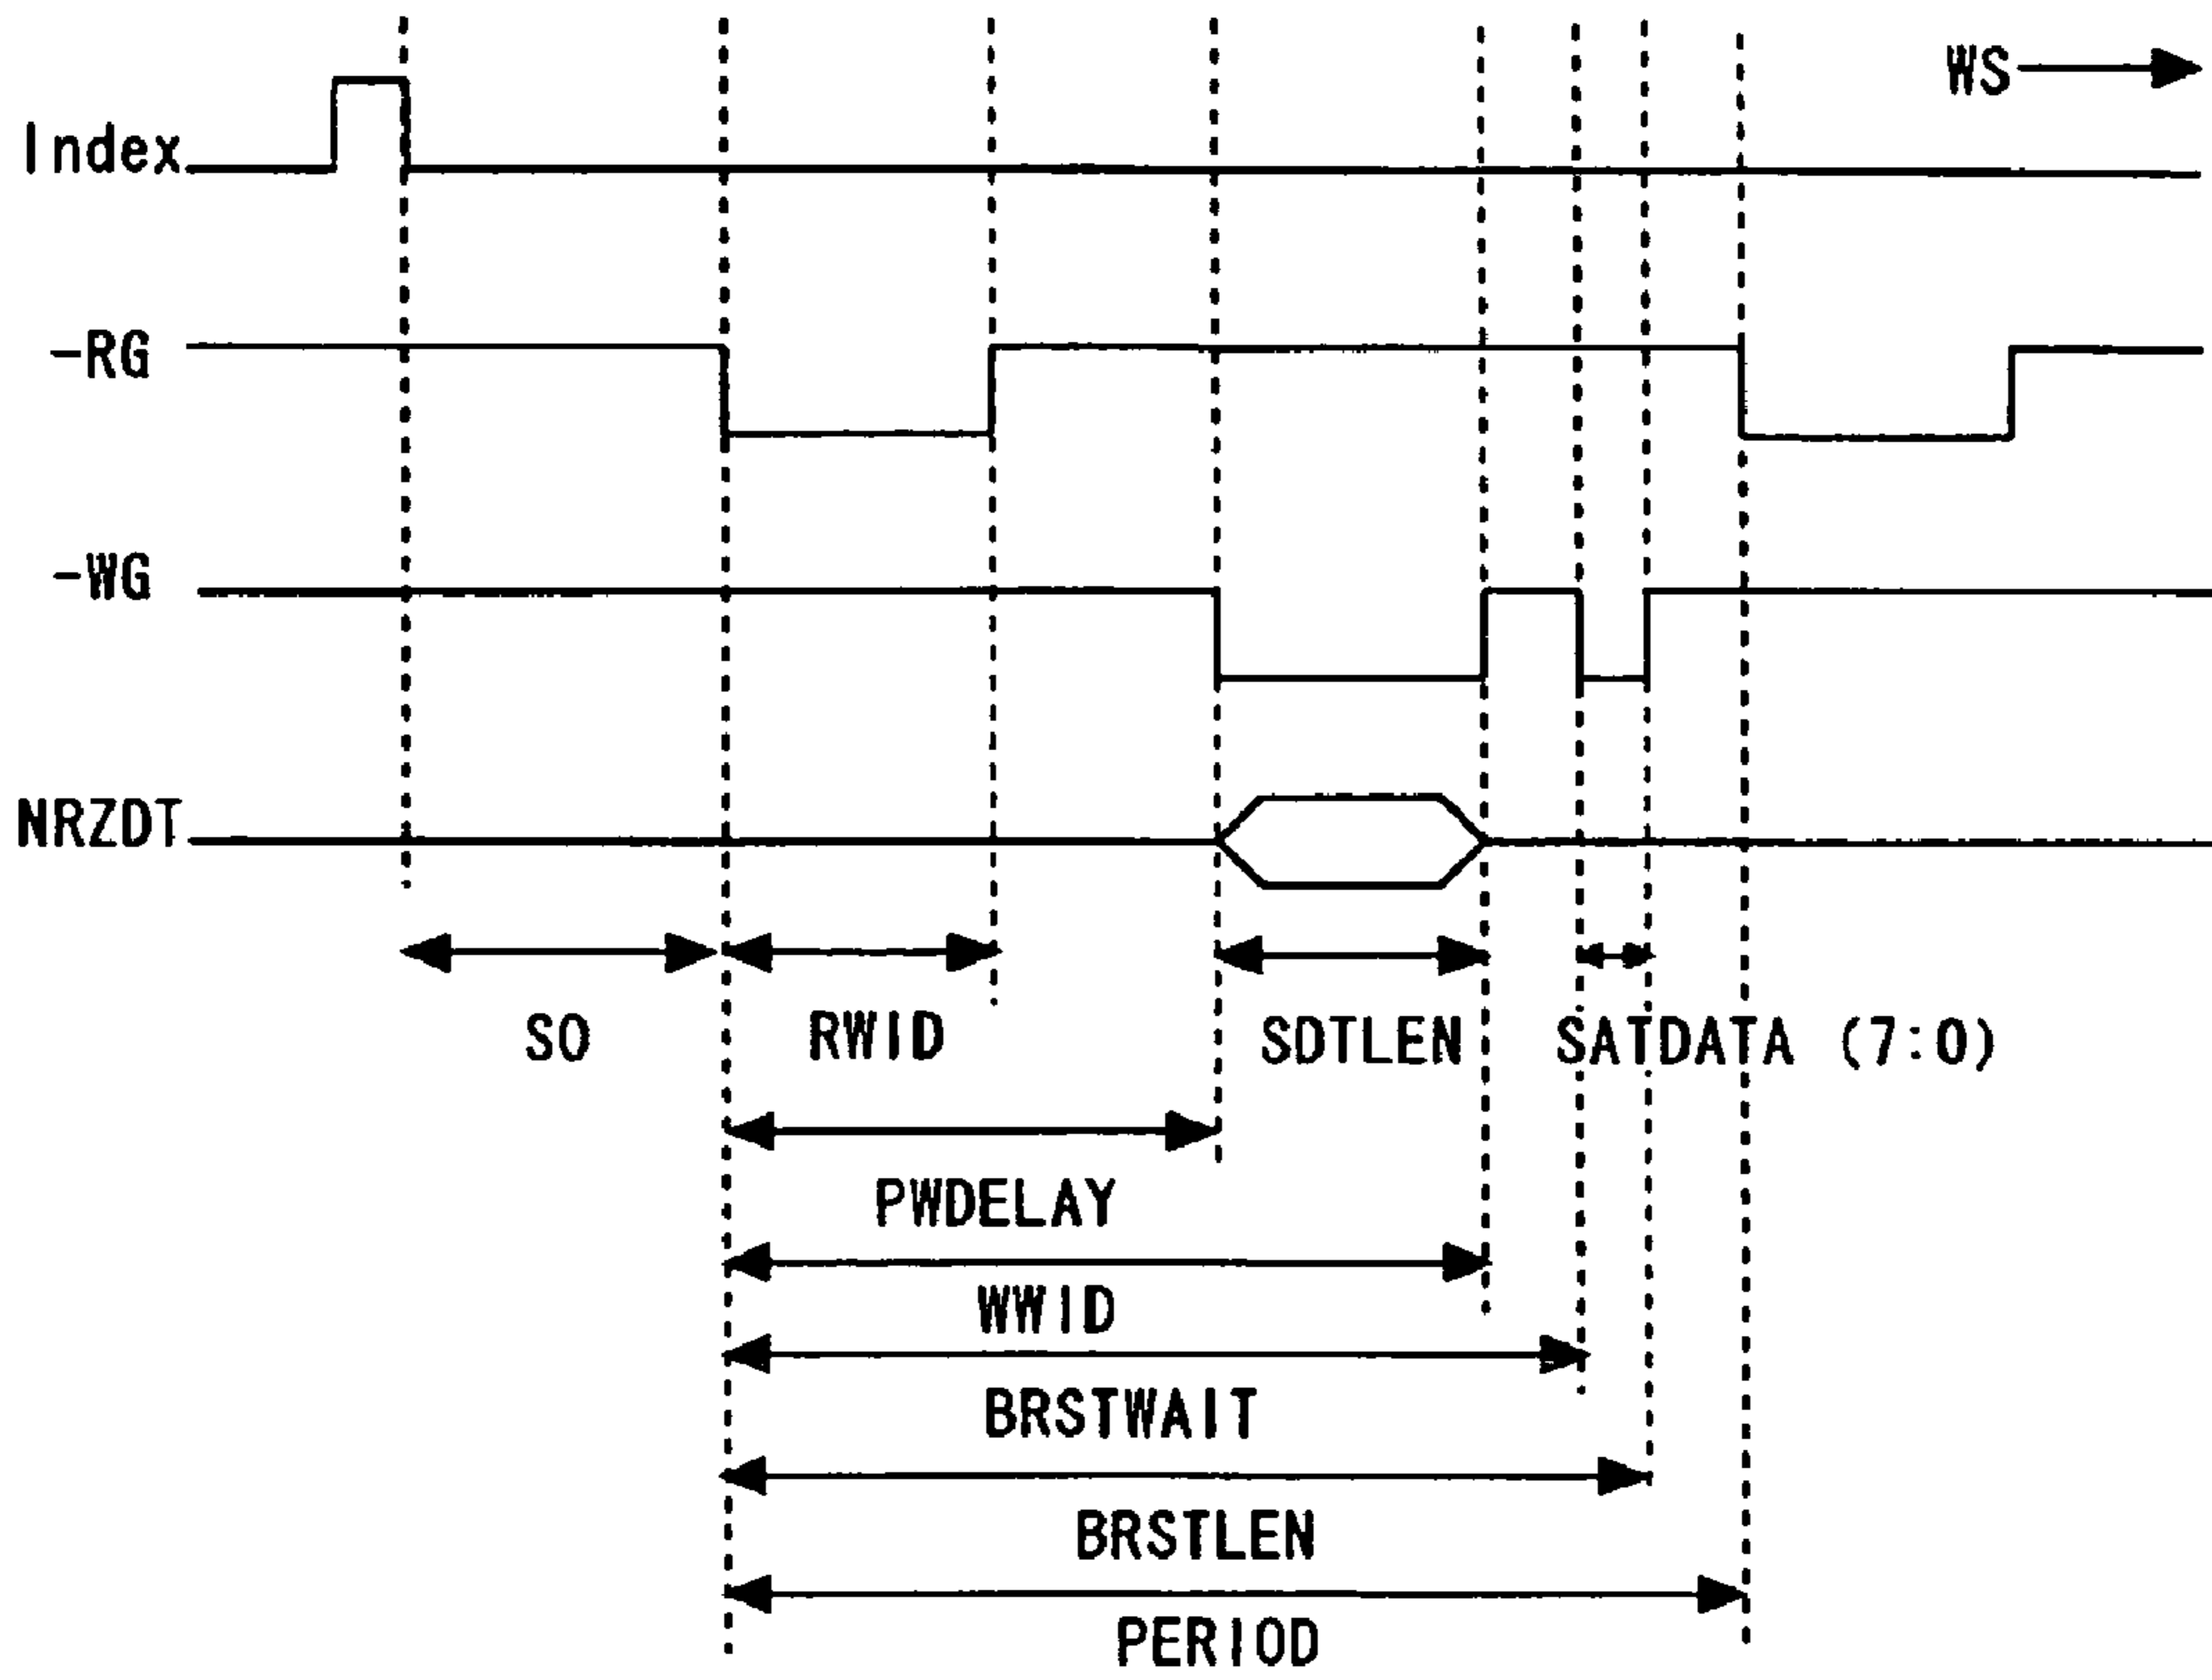 WS
Index
-RG
-WG
NRZDT
SO RWID SDTLEN SATDATA (7:0)
PWDELAY
WWID
BRSTWAIT
BRSTLEN
PERIOD